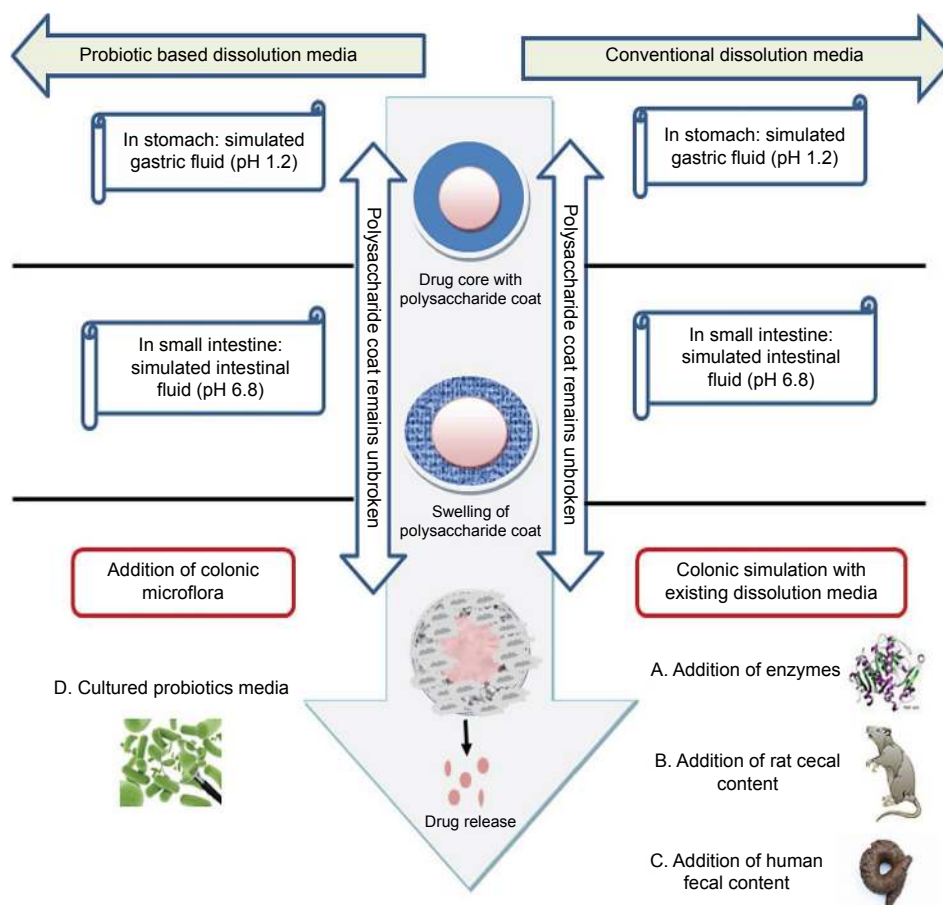 Probiotic based dissolution media
Conventional dissolution media
In stomach: simulated
gastric fluid (pH 1.2)
In stomach: simulated
gastric fluid (pH 1.2)
Polysaccharide coat remains unbroken
Polysaccharide coat remains unbroken
Drug core with
polysaccharide coat
In small intestine:
simulated intestinal
fluid (pH 6.8)
In small intestine:
simulated intestinal
fluid (pH 6.8)
Swelling of
polysaccharide coat
Addition of colonic
microflora
Colonic simulation with
existing dissolution media
D. Cultured probiotics media
A. Addition of enzymes
B. Addition of rat cecal
content
Drug release
C. Addition of human
fecal content